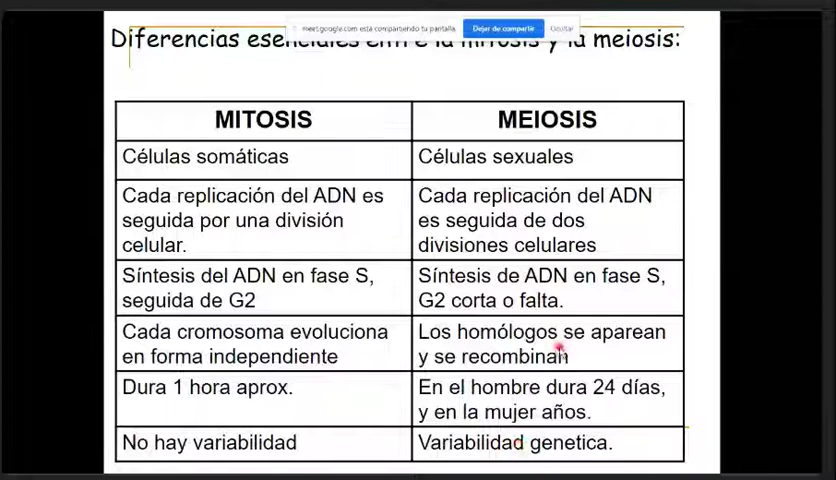 meet.google.com está compartiendo tu pantalla.
Dejar de compartir
Ocultar
Diferencias esenciales entre la mitosis y la meiosis:
MITOSIS
MEIOSIS
Células somáticas
Células sexuales
Cada replicación del ADN es
seguida por una división
celular.
Cada replicación del ADN
es seguida de dos
divisiones celulares
Síntesis del ADN en fase S,
seguida de G2
Síntesis de ADN en fase S,
G2 corta o falta.
Cada cromosoma evoluciona
en forma independiente
Los homólogos se aparean
y se recombinan
Dura 1 hora aprox.
En el hombre dura 24 días,
y en la mujer años.
No hay variabilidad
Variabilidad genetica.